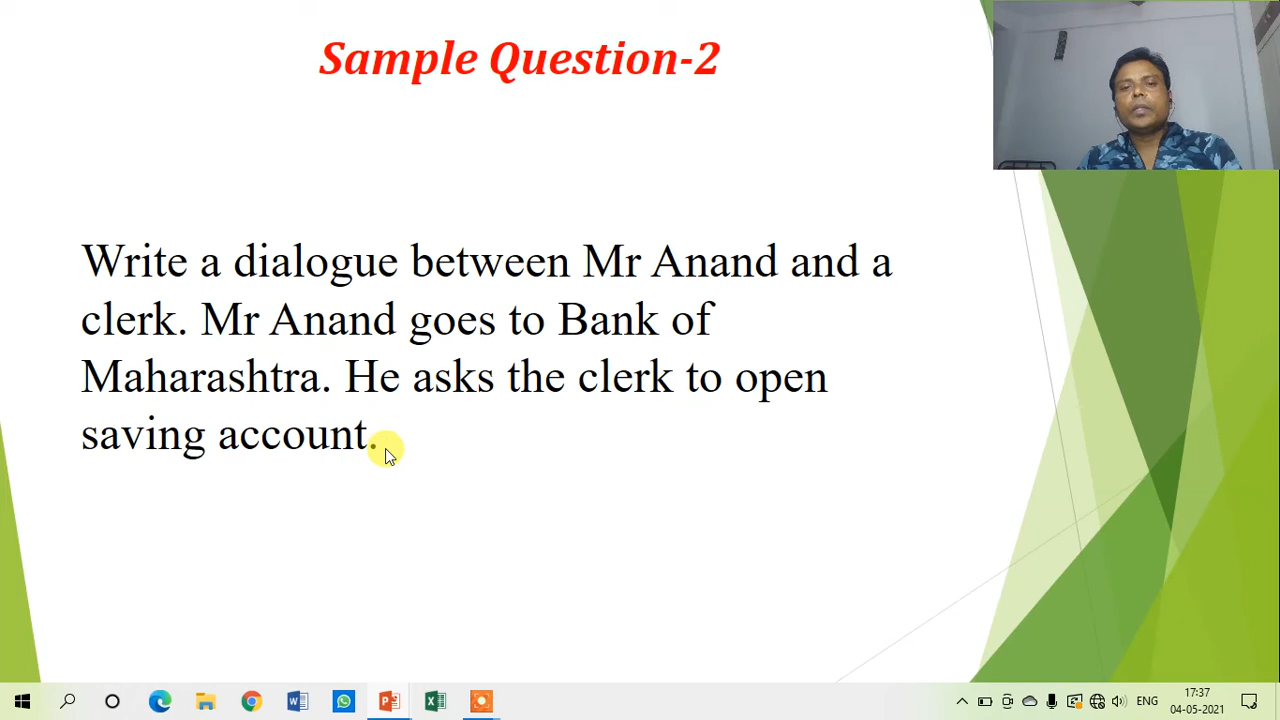 Sample Question-2
Write a dialogue between Mr Anand and a
clerk. Mr Anand goes to Bank of
Maharashtra. He asks the clerk to open
saving account.
ENG
17:37
04-05-2021